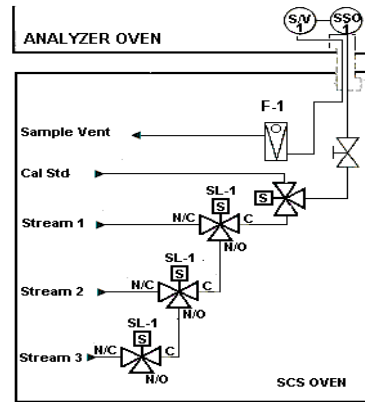 S/V
1
SSO
1
ANALYZER OVEN
F-1
Sample Vent
Cal Std
SL-1
S
S
Stream 1
N/C
C
N/O
SL-1
S
Stream 2
N/C
C
N/O
SL-1
S
Stream 3
N/C
C
N/O
SCS OVEN